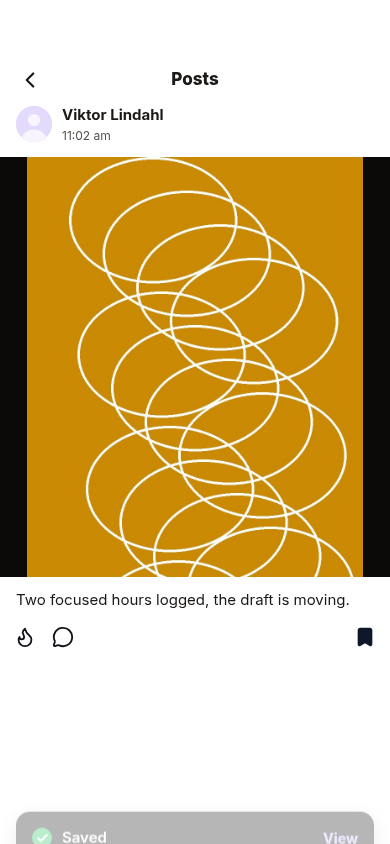 Posts
Viktor Lindahl
11:02 am
Two focused hours logged, the draft is moving.
Saved
View